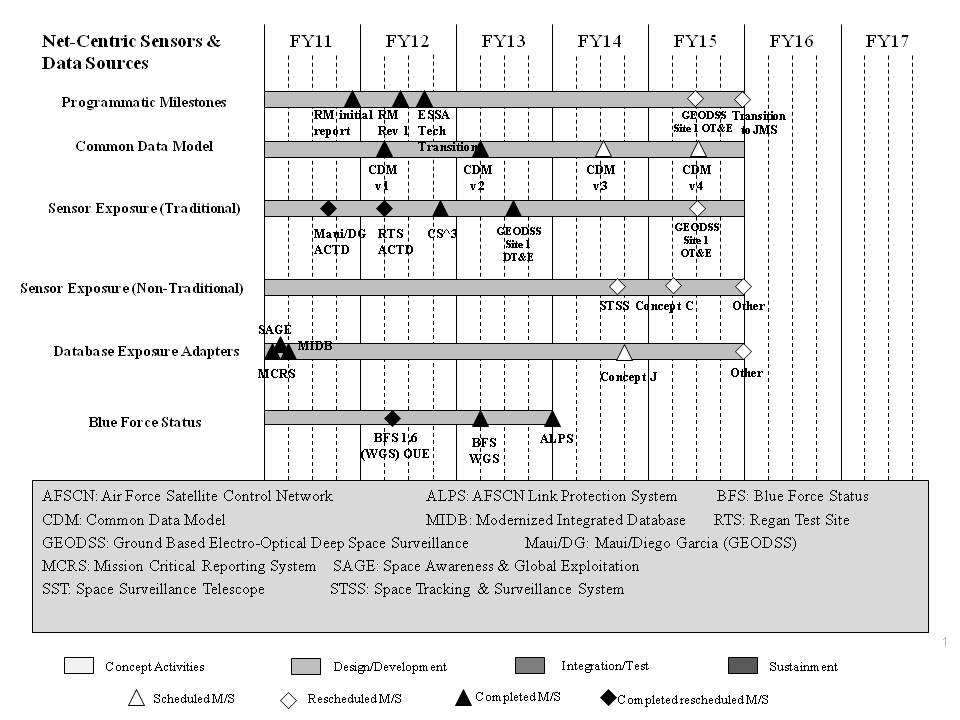 Net-Centric Sensors &
Data Sources
FY11 FY12 FY13 FY14 FY15 FY16 FY17
Programmatic Milestones
RM initial
report
RM
Rev 1
ESSA
Tech
Transition
GEODSS
Site 1 OT&E
Transition
to JMS
Common Data Model
CDM
v1
CDM
v2
CDM
v3
CDM
v4
Sensor Exposure (Traditional)
Maui/DG
ACTD
RTS
ACTD
CS^3
GEODSS
Site 1
DT&E
GEODSS
Site 1
OT&E
Sensor Exposure (Non-Traditional)
STSS Concept C Other
SAGE
MIDB
Database Exposure Adapters
MCRS
Concept J
Other
Blue Force Status
BFS 1.6
(WGS) OUE
BFS
WGS
ALPS
AFSCN: Air Force Satellite Control Network ALPS: AFSCN Link Protection System BFS: Blue Force Status
CDM: Common Data Model MIDB: Modernized Integrated Database RTS: Regan Test Site
GEODSS: Ground Based Electro-Optical Deep Space Surveillance Maui/DG: Maui/Diego Garcia (GEODSS)
MCRS: Mission Critical Reporting System SAGE: Space Awareness & Global Exploitation
SST: Space Surveillance Telescope STSS: Space Tracking & Surveillance System
1
Concept Activities Design/Development Integration/Test Sustainment
Scheduled M/S Rescheduled M/S Completed M/S Completed rescheduled M/S